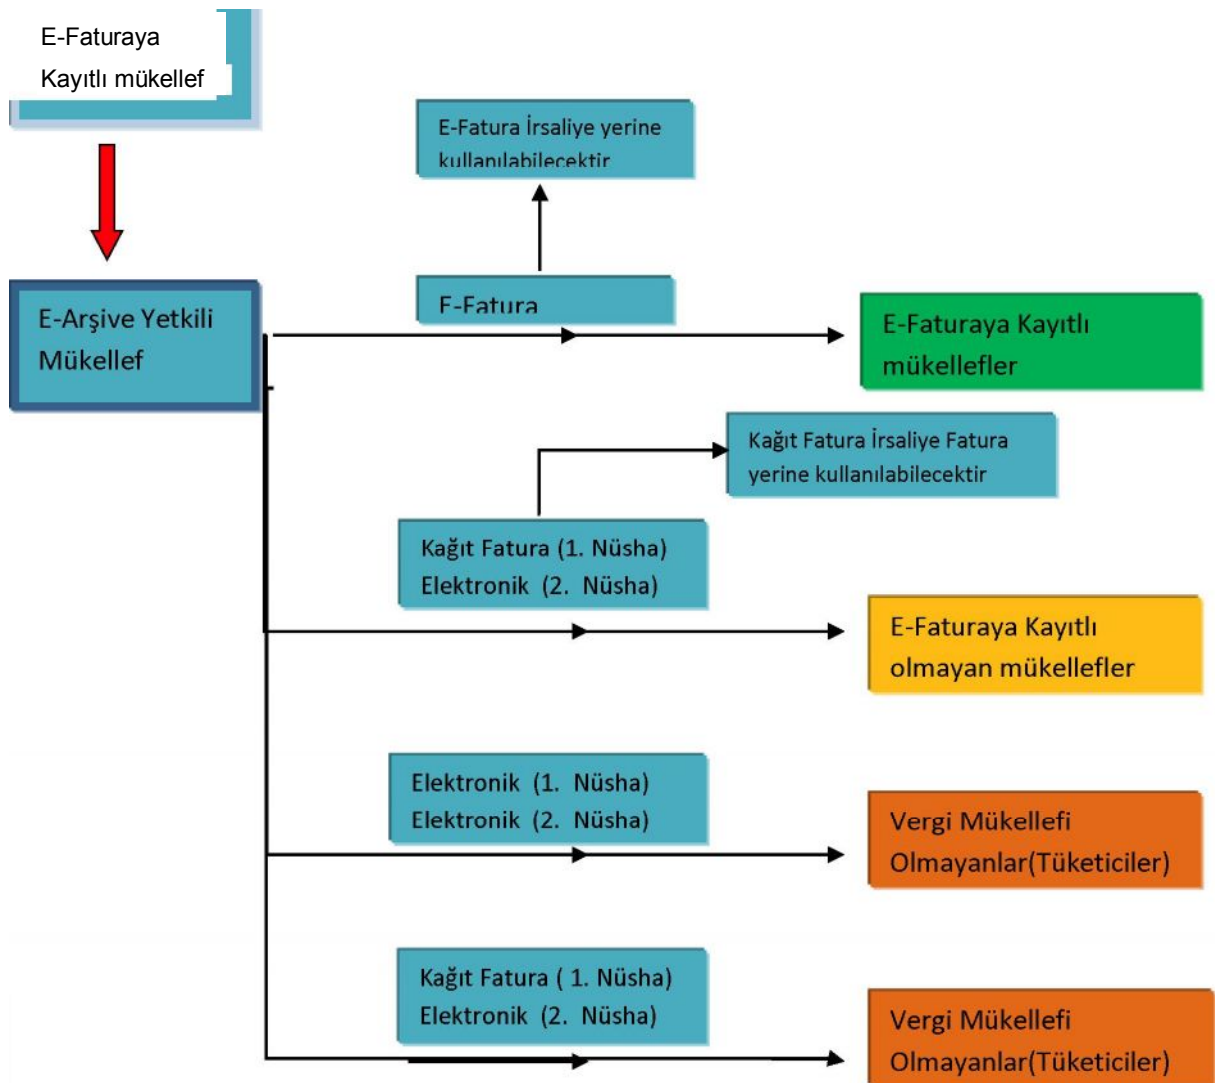 E-Faturaya
Kayıtlı mükellef
E-Fatura İrsaliye yerine
kullanılabilecektir
E-Fatura
E-Arşive Yetkili
Mükellef
E-Faturaya Kayıtlı
mükellefler
Kağıt Fatura İrsaliye Fatura
yerine kullanılabilecektir
Kağıt Fatura (1. Nüsha)
Elektronik (2. Nüsha)
E-Faturaya Kayıtlı
olmayan mükellefler
Elektronik (1. Nüsha)
Elektronik (2. Nüsha)
Vergi Mükellefi
Olmayanlar(Tüketiciler)
Kağıt Fatura ( 1. Nüsha)
Elektronik (2. Nüsha)
Vergi Mükellefi
Olmayanlar(Tüketiciler)